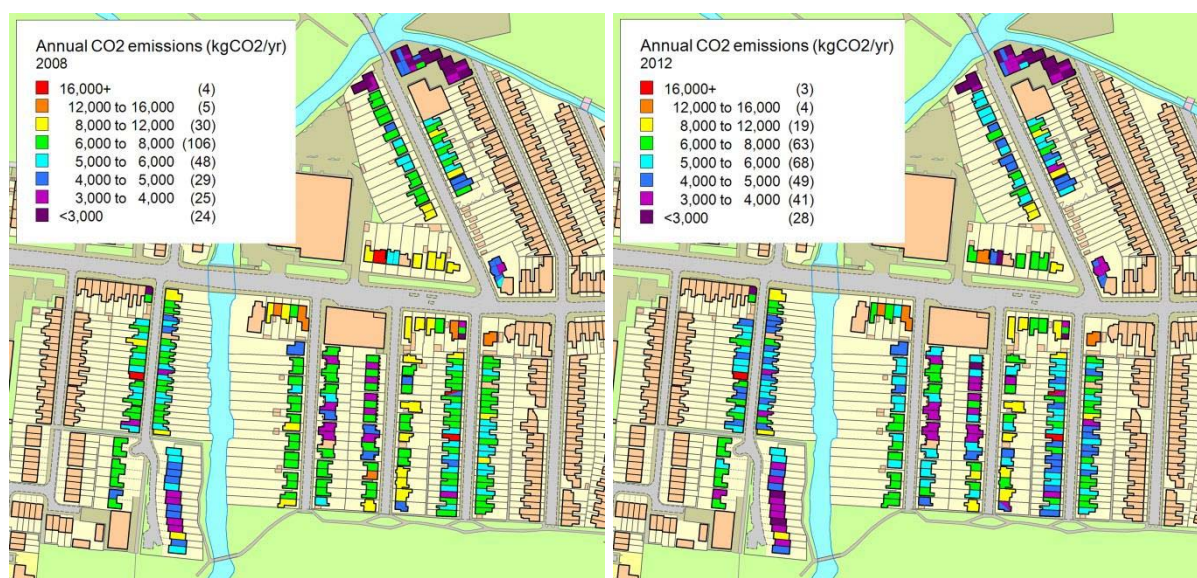 Annual CO2 emissions (kgCO2/yr)
2008
16,000+ (4)
12,000 to 16,000 (5)
8,000 to 12,000 (30)
6,000 to 8,000 (106)
5,000 to 6,000 (48)
4,000 to 5,000 (29)
3,000 to 4,000 (25)
<3,000 (24)
Annual CO2 emissions (kgCO2/yr)
2012
16,000+ (3)
12,000 to 16,000 (4)
8,000 to 12,000 (19)
6,000 to 8,000 (63)
5,000 to 6,000 (68)
4,000 to 5,000 (49)
3,000 to 4,000 (41)
<3,000 (28)